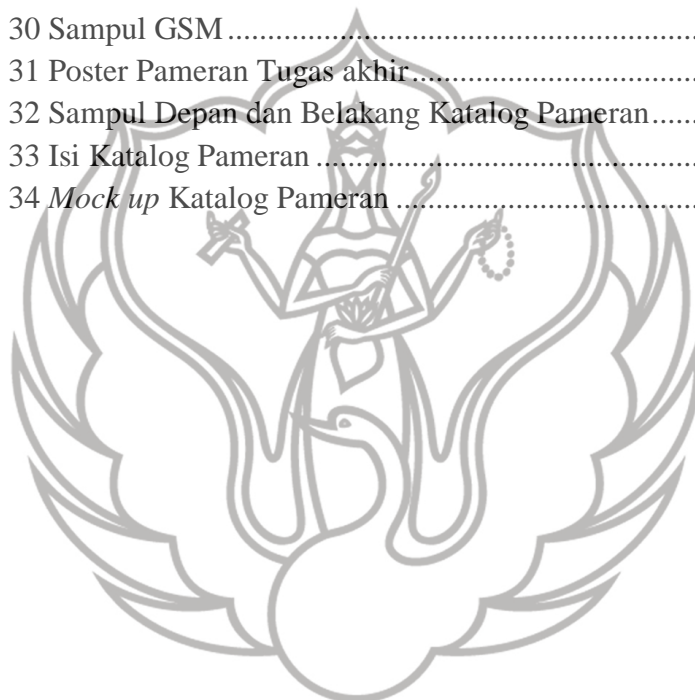 30 Sampul GSM .............................................................
31 Poster Pameran Tugas akhir.....................................
32 Sampul Depan dan Belakang Katalog Pameran......
33 Isi Katalog Pameran ................................................
34 Mock up Katalog Pameran ......................................